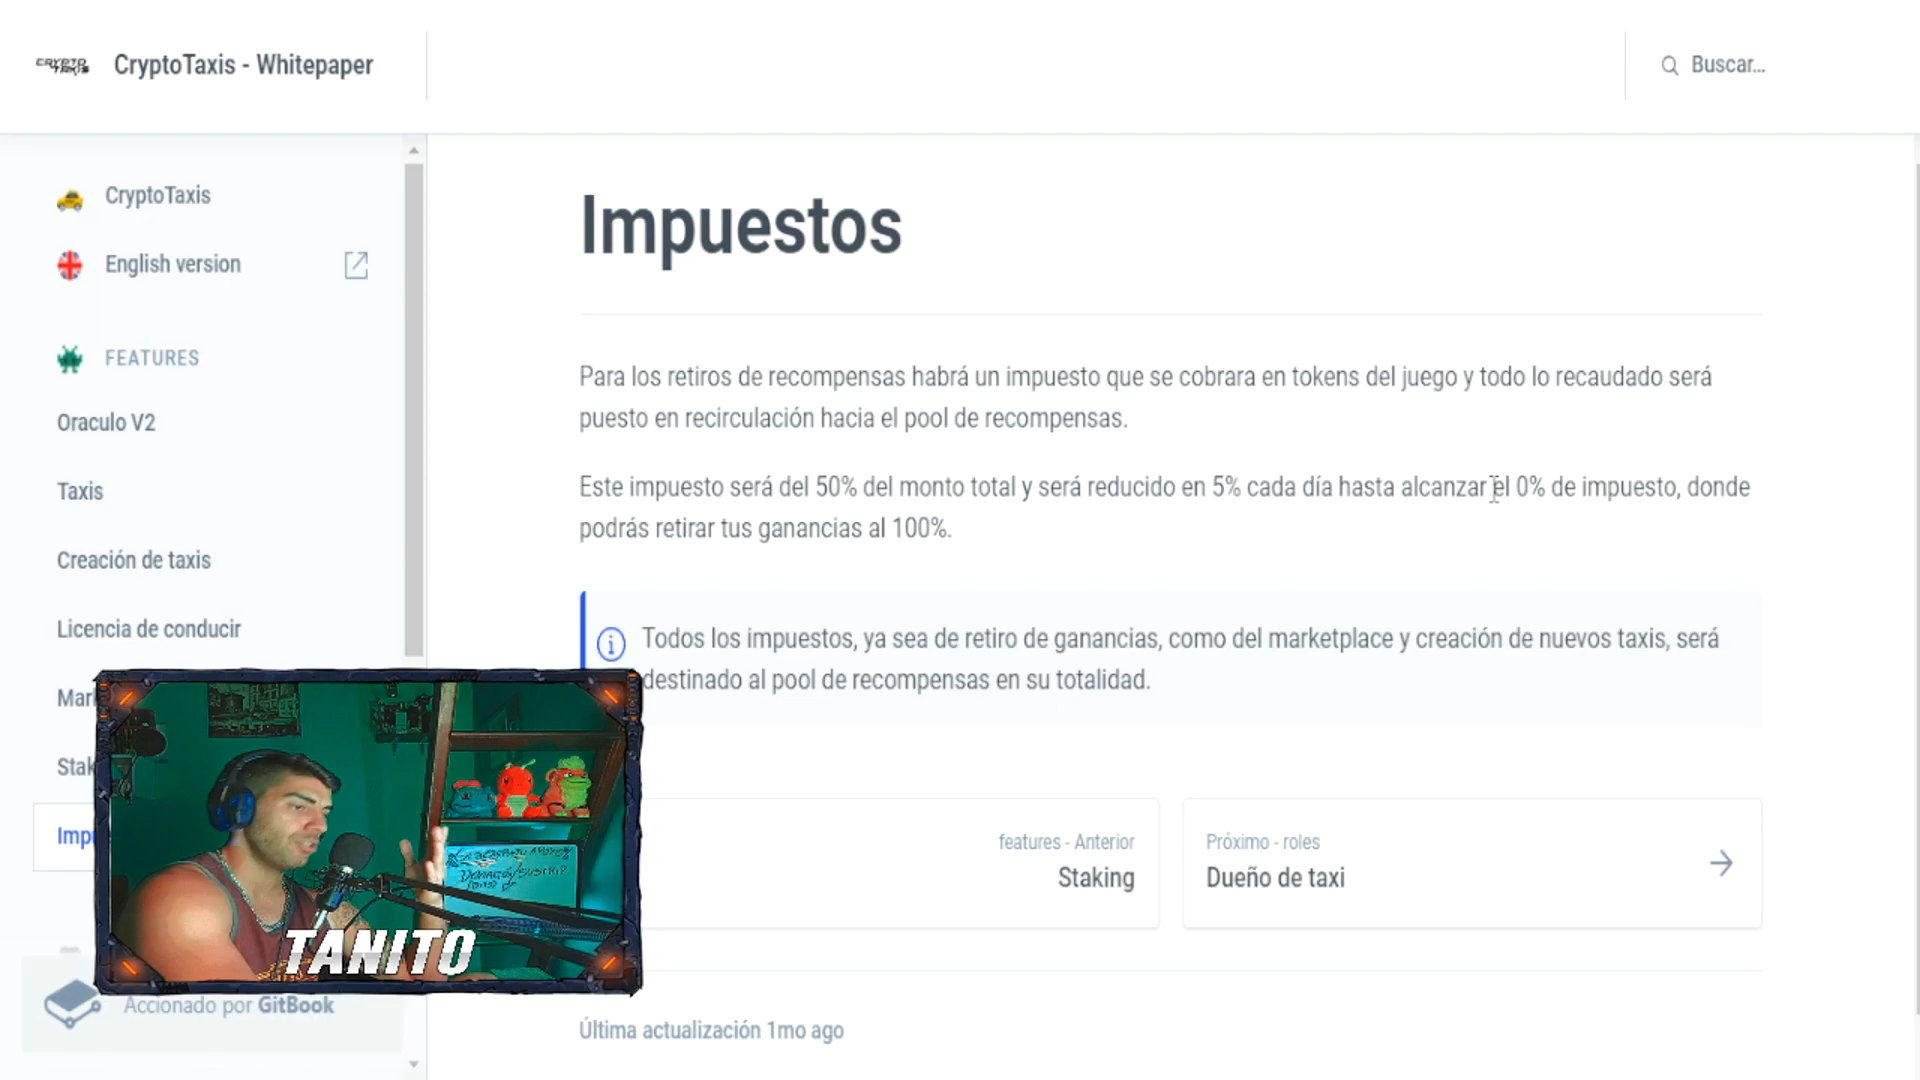 CRYPTO
TAXIS
CryptoTaxis - Whitepaper
Buscar...
CryptoTaxis
English version
FEATURES
Oraculo V2
Taxis
Creación de taxis
Licencia de conducir
Mar
Stak
Impu
Accionado por GitBook
Impuestos
Para los retiros de recompensas habrá un impuesto que se cobrara en tokens del juego y todo lo recaudado será
puesto en recirculación hacia el pool de recompensas.
Este impuesto será del 50% del monto total y será reducido en 5% cada día hasta alcanzar el 0% de impuesto, donde
podrás retirar tus ganancias al 100%.
Todos los impuestos, ya sea de retiro de ganancias, como del marketplace y creación de nuevos taxis, será
destinado al pool de recompensas en su totalidad.
features - Anterior
Staking
Próximo - roles
Dueño de taxi
Última actualización 1mo ago
TANITO